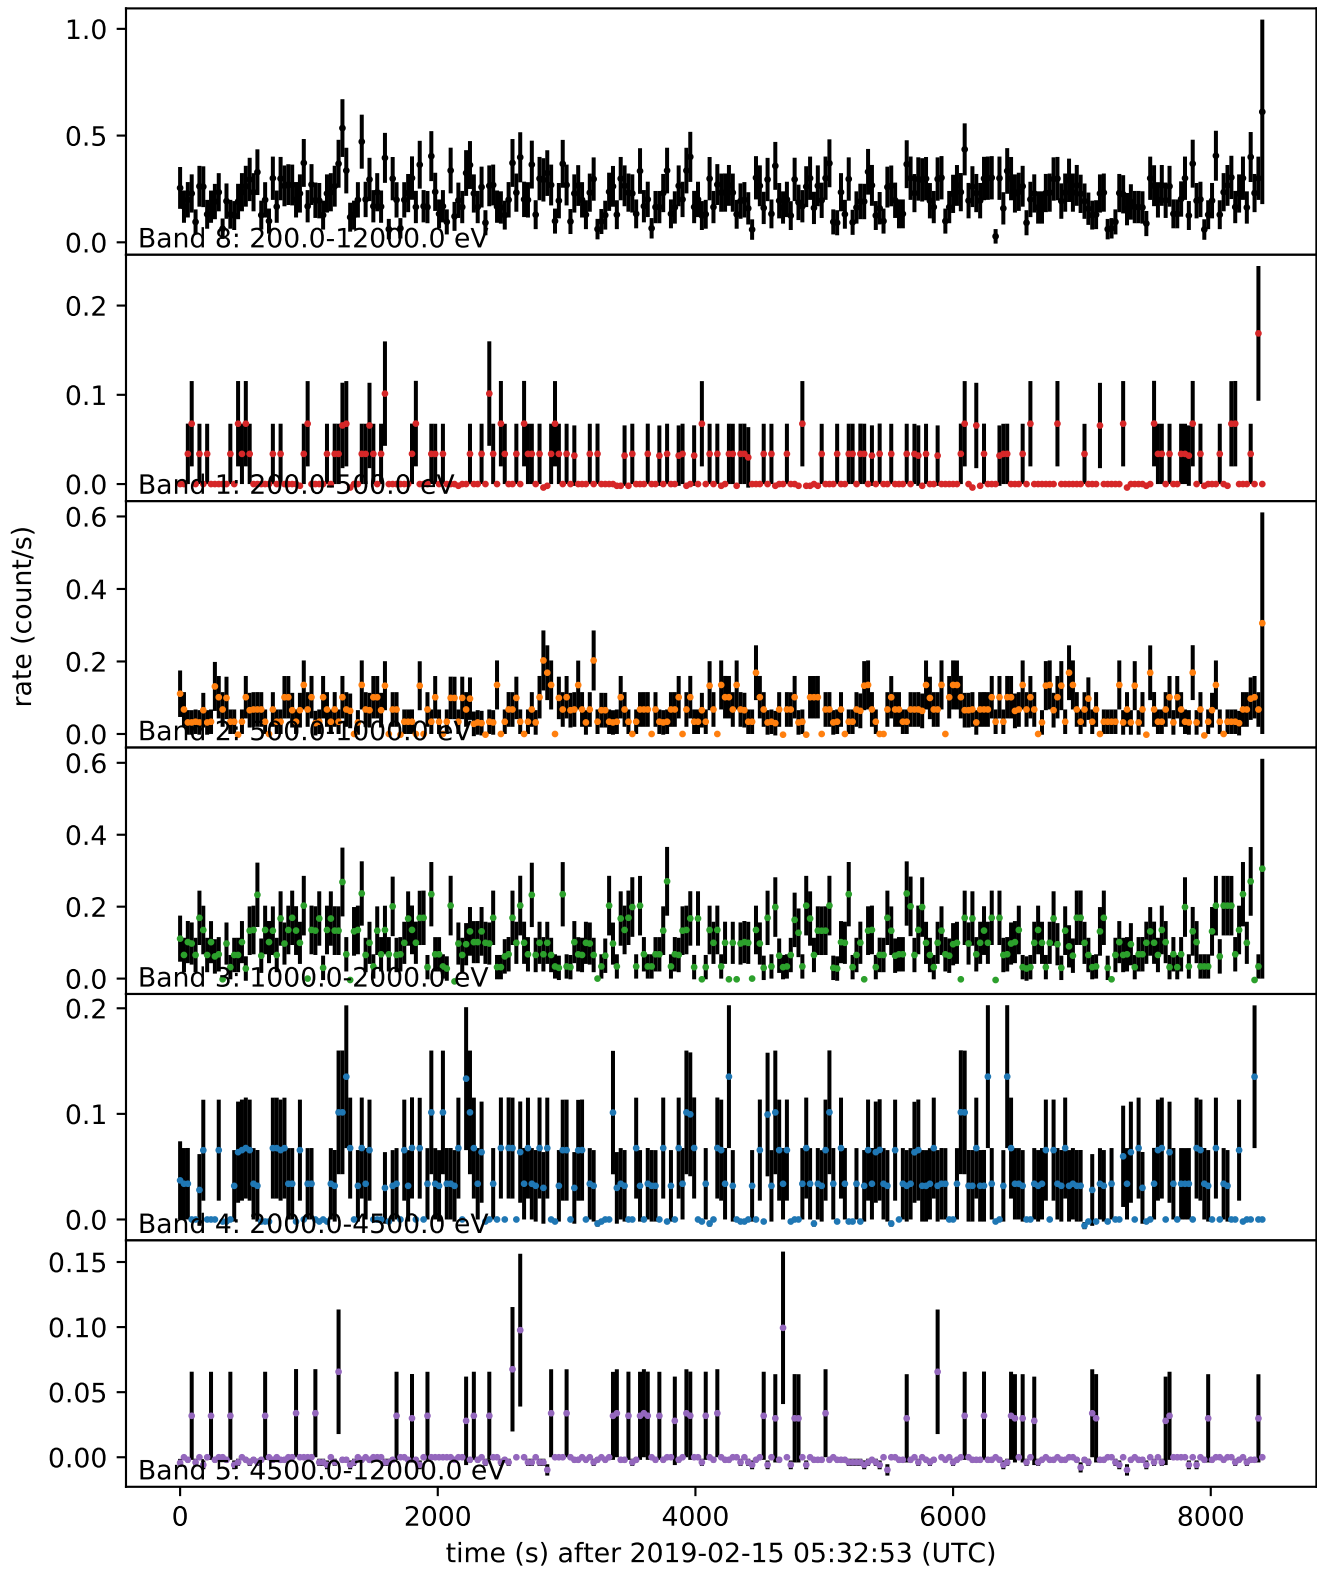 1.0
0.5
0.0
Band 8: 200.0-12000.0 eV
0.2
0.1
0.0
Band 1: 200.0-500.0 eV
0.6
0.4
0.2
0.0
Band 2: 500.0-1000.0 eV
rate (count/s)
0.6
0.4
0.2
0.0
Band 3: 1000.0-2000.0 eV
0.2
0.1
0.0
Band 4: 2000.0-4500.0 eV
0.15
0.10
0.05
0.00
Band 5: 4500.0-12000.0 eV
0 2000 4000 6000 8000
time (s) after 2019-02-15 05:32:53 (UTC)